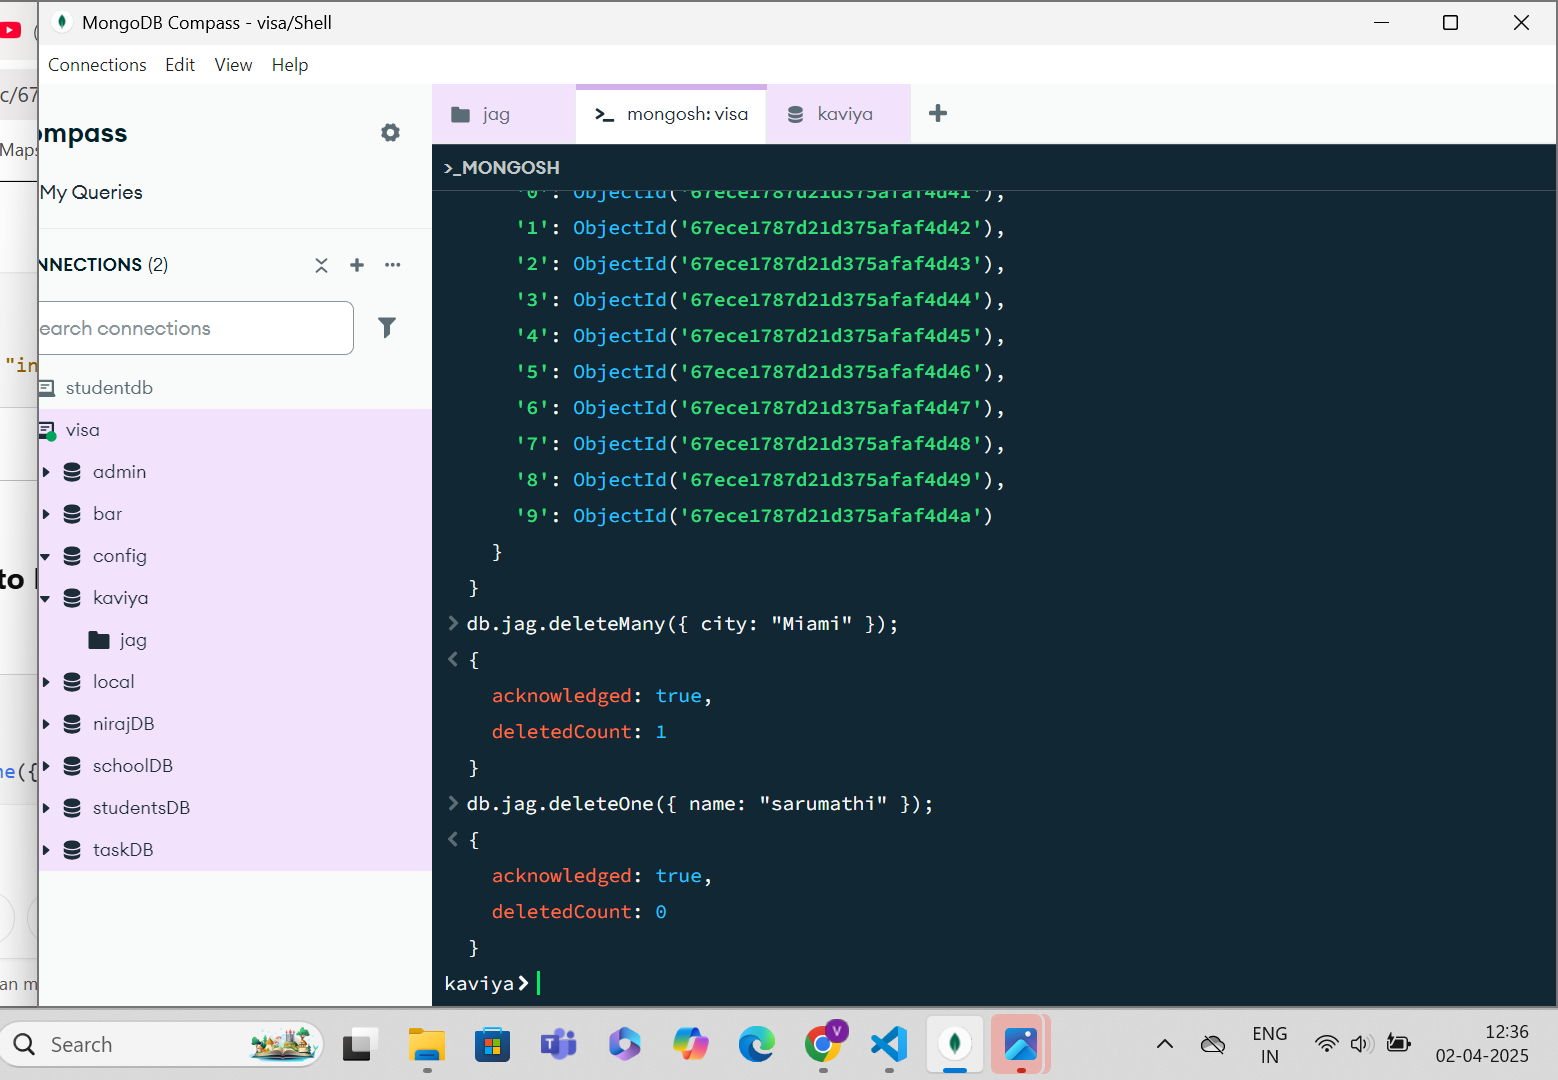 MongoDB Compass - visa/Shell
Connections Edit View Help
c/67
Maps
"in
to
ne({
an m
ompass
My Queries
NNECTIONS (2)
earch connections
studentdb
visa
admin
bar
config
kaviya
jag
local
nirajDB
schoolDB
studentsDB
taskDB
jag
>_ mongosh: visa
kaviya
+
>_MONGOSH
'0': ObjectId('67ece1787d21d375afaf4d41'),
'1': ObjectId('67ece1787d21d375afaf4d42'),
'2': ObjectId('67ece1787d21d375afaf4d43'),
'3': ObjectId('67ece1787d21d375afaf4d44'),
'4': ObjectId('67ece1787d21d375afaf4d45'),
'5': ObjectId('67ece1787d21d375afaf4d46'),
'6': ObjectId('67ece1787d21d375afaf4d47'),
'7': ObjectId('67ece1787d21d375afaf4d48'),
'8': ObjectId('67ece1787d21d375afaf4d49'),
'9': ObjectId('67ece1787d21d375afaf4d4a')
}
}
> db.jag.deleteMany({ city: "Miami" });
< {
acknowledged: true,
deletedCount: 1
}
> db.jag.deleteOne({ name: "sarumathi" });
< {
acknowledged: true,
deletedCount: 0
}
kaviya>
Search
V
ENG
IN
12:36
02-04-2025